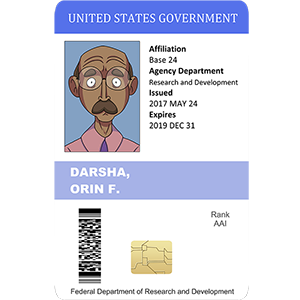 UNITED STATES GOVERNMENT
Affiliation
Base 24
Agency Department
Research and Development
Issued
2017 MAY 24
Expires
2019 DEC 31
DARSHA,
ORIN F.
Rank
AAI
Federal Department of Research and Development